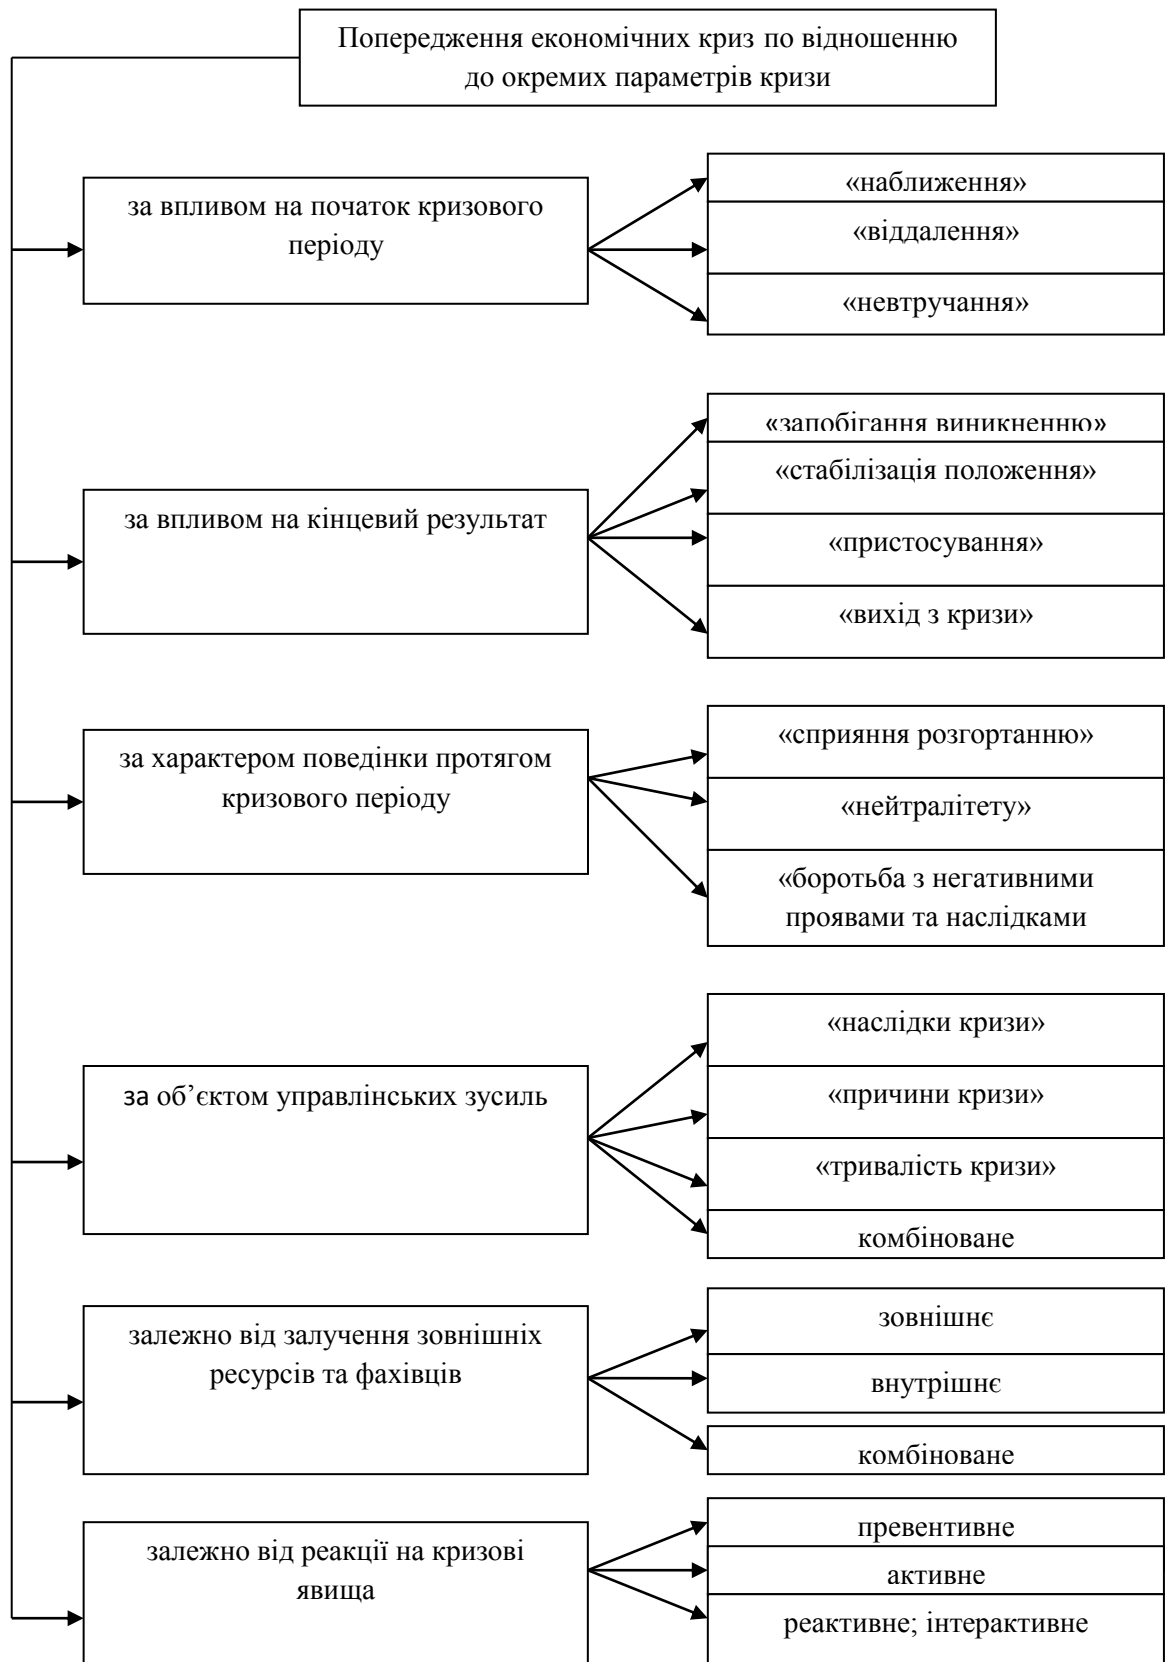 Попередження економічних криз по відношенню
до окремих параметрів кризи
за впливом на початок кризового
періоду
«наближення»
«віддалення»
«невтручання»
за впливом на кінцевий результат
«запобігання виникненню»
«стабілізація положення»
«пристосування»
«вихід з кризи»
за характером поведінки протягом
кризового періоду
«сприяння розгортанню»
«нейтралітету»
«боротьба з негативними
проявами та наслідками
за об’єктом управлінських зусиль
«наслідки кризи»
«причини кризи»
«тривалість кризи»
комбіноване
залежно від залучення зовнішніх
ресурсів та фахівців
зовнішнє
внутрішнє
комбіноване
залежно від реакції на кризові
явища
превентивне
активне
реактивне; інтерактивне